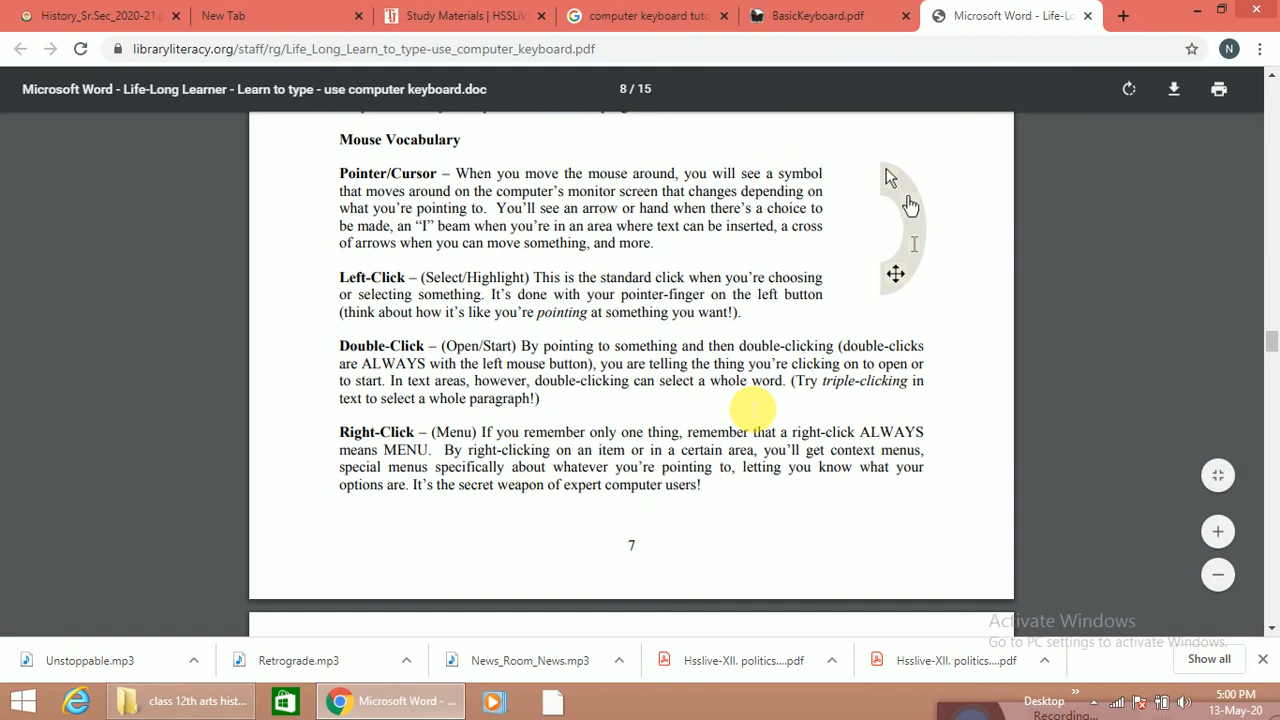 History_Sr.Sec_2020-21.p
New Tab
Study Materials | HSSLiV
computer keyboard tuto
BasicKeyboard.pdf
Microsoft Word - Life-Lo
libraryliteracy.org/staff/rg/Life_Long_Learn_to_type-use_computer_keyboard.pdf
N
Microsoft Word - Life-Long Learner - Learn to type - use computer keyboard.doc
8 / 15
Mouse Vocabulary
Pointer/Cursor – When you move the mouse around, you will see a symbol
that moves around on the computer's monitor screen that changes depending on
what you're pointing to.  You'll see an arrow or hand when there's a choice to
be made, an “I” beam when you're in an area where text can be inserted, a cross
of arrows when you can move something, and more.
Left-Click – (Select/Highlight) This is the standard click when you're choosing
or selecting something. It's done with your pointer-finger on the left button
(think about how it's like you're pointing at something you want!).
Double-Click – (Open/Start) By pointing to something and then double-clicking (double-clicks
are ALWAYS with the left mouse button), you are telling the thing you're clicking on to open or
to start. In text areas, however, double-clicking can select a whole word. (Try triple-clicking in
text to select a whole paragraph!)
Right-Click – (Menu) If you remember only one thing, remember that a right-click ALWAYS
means MENU.  By right-clicking on an item or in a certain area, you'll get context menus,
special menus specifically about whatever you're pointing to, letting you know what your
options are. It's the secret weapon of expert computer users!
7
Activate Windows
Go to PC settings to activate Windows.
Unstoppable.mp3
Retrograde.mp3
News_Room_News.mp3
Hsslive-XII. politics....pdf
Hsslive-XII. politics....pdf
Show all
class 12th arts hist...
Microsoft Word - ...
Desktop
5:00 PM
13-May-20
Recording...